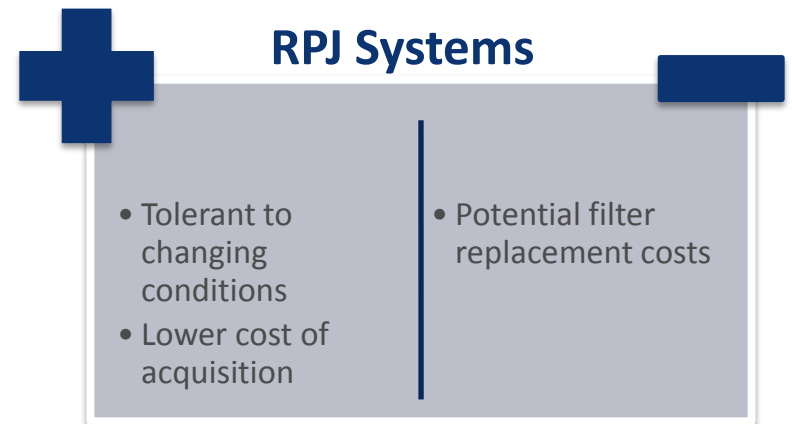 RPJ Systems
• Tolerant to
changing
conditions
• Lower cost of
acquisition
• Potential filter
replacement costs